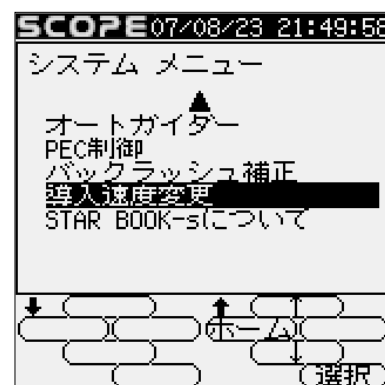 SCOPE 07/08/23 21:49:58
システム メニュー
▲
オートガイダー
PEC制御
バックラッシュ補正
導入速度変更
STAR BOOK-sについて
ホーム
選択